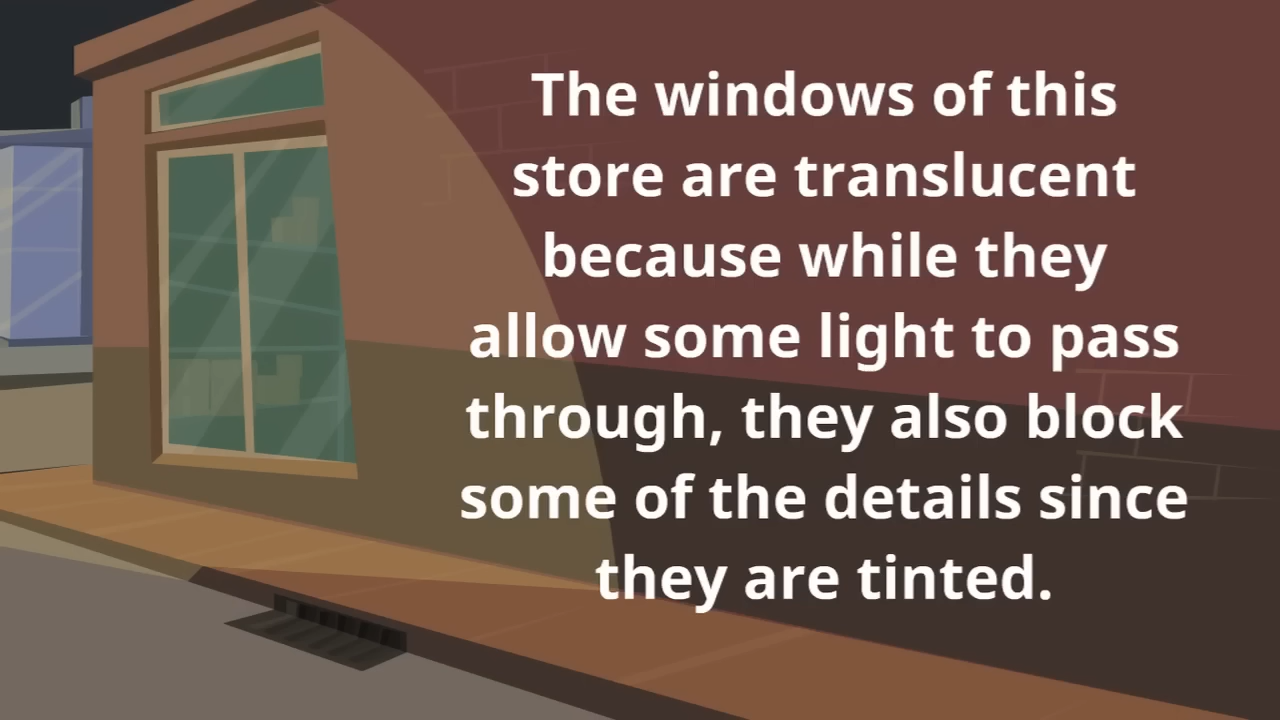 The windows of this
store are translucent
because while they
allow some light to pass
through, they also block
some of the details since
they are tinted.